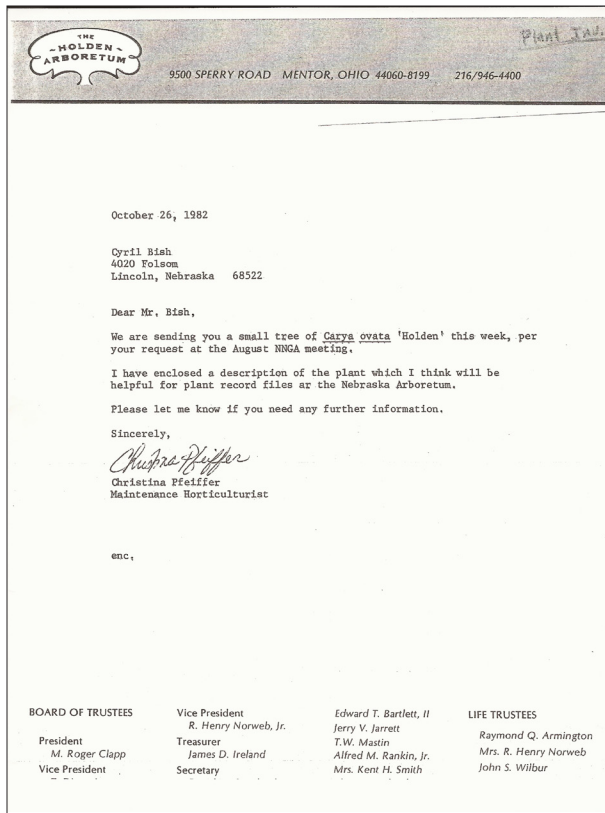 THE
~HOLDEN~
ARBORETUM
Plant Inv.
9500 SPERRY ROAD MENTOR, OHIO 44060-8199 216/946-4400
October 26, 1982
Cyril Bish
4020 Folsom
Lincoln, Nebraska 68522
Dear Mr, Bish,
We are sending you a small tree of Carya ovata 'Holden' this week, per
your request at the August NNGA meeting,
I have enclosed a description of the plant which I think will be
helpful for plant record files ar the Nebraska Arboretum.
Please let me know if you need any further information.
Sincerely,
Christina Pfeiffer
Christina Pfeiffer
Maintenance Horticulturist
enc,
BOARD OF TRUSTEES
President
M. Roger Clapp
Vice President
Vice President
R. Henry Norweb, Jr.
Treasurer
James D. Ireland
Secretary
Edward T. Bartlett, II
Jerry V. Jarrett
T.W. Mastin
Alfred M. Rankin, Jr.
Mrs. Kent H. Smith
LIFE TRUSTEES
Raymond Q. Armington
Mrs. R. Henry Norweb
John S. Wilbur